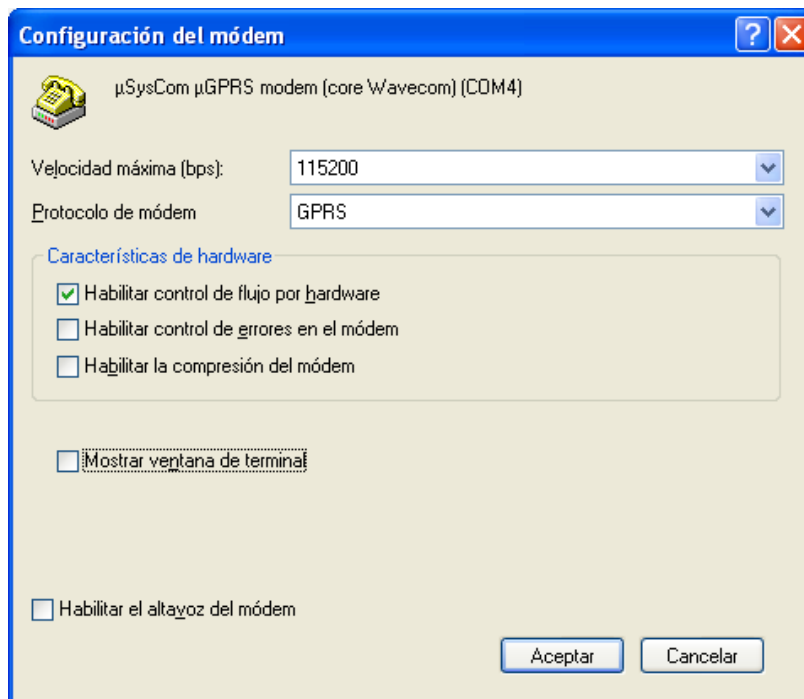 Configuración del módem
µSysCom µGPRS modem (core Wavecom) (COM4)
Velocidad máxima (bps): 115200
Protocolo de módem GPRS
Características de hardware
Habilitar control de flujo por hardware
Habilitar control de errores en el módem
Habilitar la compresión del módem
Mostrar ventana de terminal
Habilitar el altavoz del módem
Aceptar Cancelar